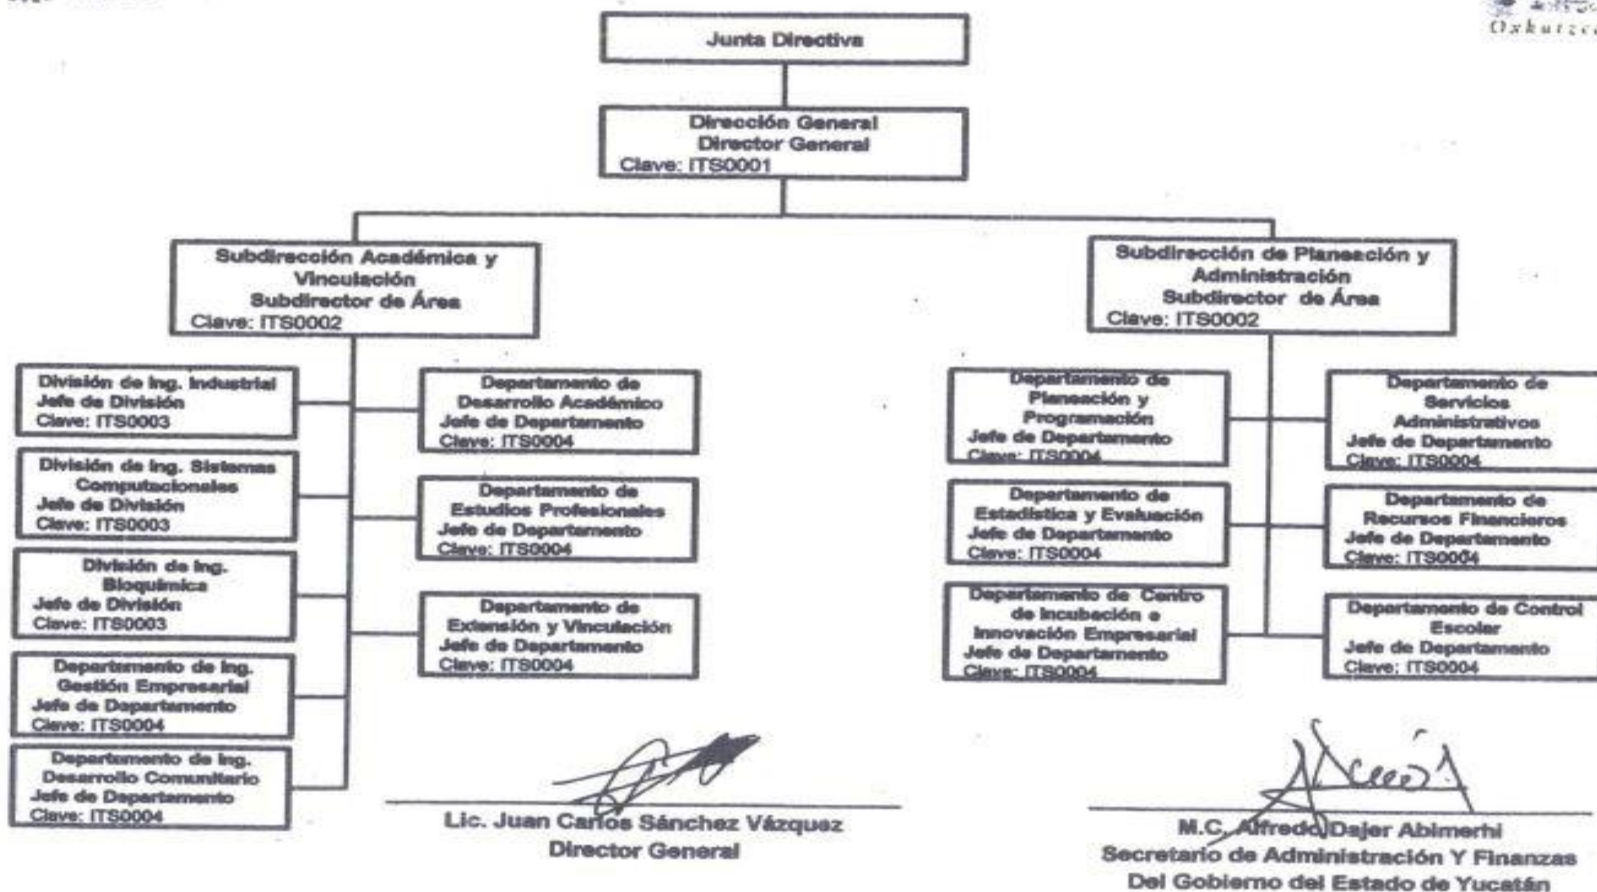 Junta Directiva
Dirección General
Director General
Clave: ITS0001
Subdirección Académica y
Vinculación
Subdirector de Área
Clave: ITS0002
Subdirección de Planeación y
Administración
Subdirector de Área
Clave: ITS0002
División de Ing. Industrial
Jefe de División
Clave: ITS0003
División de Ing. Sistemas
Computacionales
Jefe de División
Clave: ITS0003
División de Ing.
Bioquímica
Jefe de División
Clave: ITS0003
Departamento de Ing.
Gestión Empresarial
Jefe de Departamento
Clave: ITS0004
Departamento de Ing.
Desarrollo Comunitario
Jefe de Departamento
Clave: ITS0004
Departamento de
Desarrollo Académico
Jefe de Departamento
Clave: ITS0004
Departamento de
Estudios Profesionales
Jefe de Departamento
Clave: ITS0004
Departamento de
Extensión y Vinculación
Jefe de Departamento
Clave: ITS0004
Departamento de
Planeación y
Programación
Jefe de Departamento
Clave: ITS0004
Departamento de
Estadística y Evaluación
Jefe de Departamento
Clave: ITS0004
Departamento de Centro
de Incubación e
Innovación Empresarial
Jefe de Departamento
Clave: ITS0004
Departamento de
Servicios
Administrativos
Jefe de Departamento
Clave: ITS0004
Departamento de
Recursos Financieros
Jefe de Departamento
Clave: ITS0004
Departamento de Control
Escolar
Jefe de Departamento
Clave: ITS0004
Lic. Juan Carlos Sánchez Vázquez
Director General
M.C. Alfredo Dajer Abimerhi
Secretario de Administración Y Finanzas
Del Gobierno del Estado de Yucatán